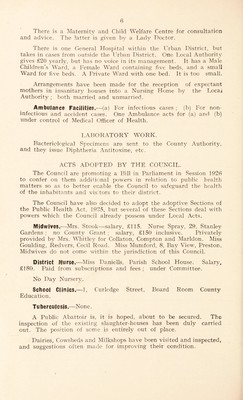 6
There is a Maternity and Child Welfare Centre for consultation
and advice. The latter is given by a Lady Doctor.
There is one General Hospital within the Urban District, but
takes in cases from outside the Urban District. One Local Authority
gives £20 yearly, but has no voice in its management. It has a Male
Children's Ward, a Female Ward containing five beds, and a small
Ward for five beds. A Private Ward with one bed. It is too small.
Arrangements have been made for the reception of expectant
mothers in insanitary houses into a Nursing Home by the Local
Authority; both married and unmarried.
Ambulance Facilities.—(a) For infectious cases; (b) For non-
infectious and accident cases. One Ambulance acts for (a) and (b)
under control of Medical Officer of Health.
LABORATORY WORK.
Bacteriological Specimens are sent to the County Authority,
and they issue Diphtheria Antitoxine, etc.
ACTS ADOPTED BY THE COUNCIL.
The Council are promoting a Bill in Parliament in Session 1926
to confer on them additional powers in relation to public health
matters so as to better enable the Council to safeguard the health
of the inhabitants and visitors to their district.
The Council have also decided to adopt the adoptive Sections of
the Public Health Act, 1925, but several of these Sections deal with
powers which the Council already possess under Local Acts.
Midwives.—Mrs. Steek—salary, £115. Nurse Spray, 29, Stanley
Gardens; no County Grant; salary, £180 inclusive. Privately
provided by Mrs. Whitley for Collaton, Compton and Marldon. Miss
Goulding, Redvers, Cecil Road. Miss Mumford, 8, Bay View, Preston.
Midwives do not come within the jurisdiction of this Council.
District Nurse.—Miss Daniells, Parish School House. Salary,
£180. Paid from subscriptions and fees; under Committee.
No Day Nursery.
School Clinics.—1, Curledge Street, Board Room County
Education.
Tuberculosis.—None.
A Public Abattoir is, it is hoped, about to be secured. The
inspection of the existing slaughter-houses has been duly carried
out. The position of some is entirely out of place.
Dairies, Cowsheds and Milkshops have been visited and inspected,
and suggestions often made for improving their condition.